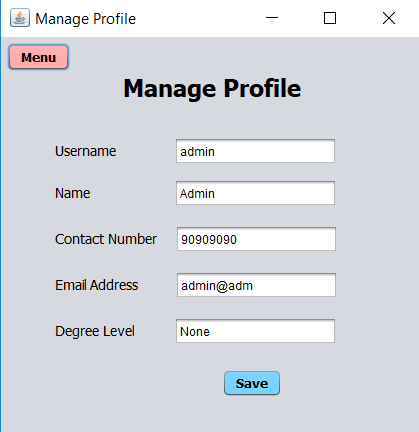 Manage Profile
Menu
Manage Profile
Username admin
Name Admin
Contact Number 90909090
Email Address admin@adm
Degree Level None
Save